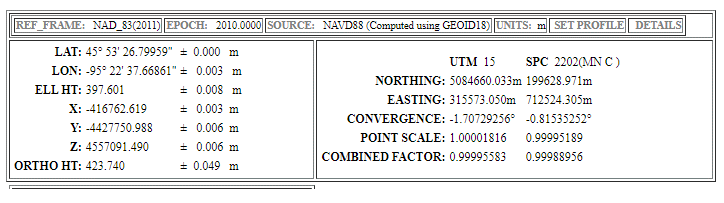 REF_FRAME: NAD_83(2011) EPOCH: 2010.0000 SOURCE: NAVD88 (Computed using GEOID18) UNITS: m SET PROFILE DETAILS
LAT: 45° 53' 26.79959" ± 0.000 m
LON: -95° 22' 37.66861" ± 0.003 m
ELL HT: 397.601 ± 0.008 m
X: -416762.619 ± 0.003 m
Y: -4427750.988 ± 0.006 m
Z: 4557091.490 ± 0.006 m
ORTHO HT: 423.740 ± 0.049 m
UTM 15 SPC 2202(MN C )
NORTHING: 5084660.033m 199628.971m
EASTING: 315573.050m 712524.305m
CONVERGENCE: -1.70729256° -0.81535252°
POINT SCALE: 1.00001816 0.99995189
COMBINED FACTOR: 0.99995583 0.99988956